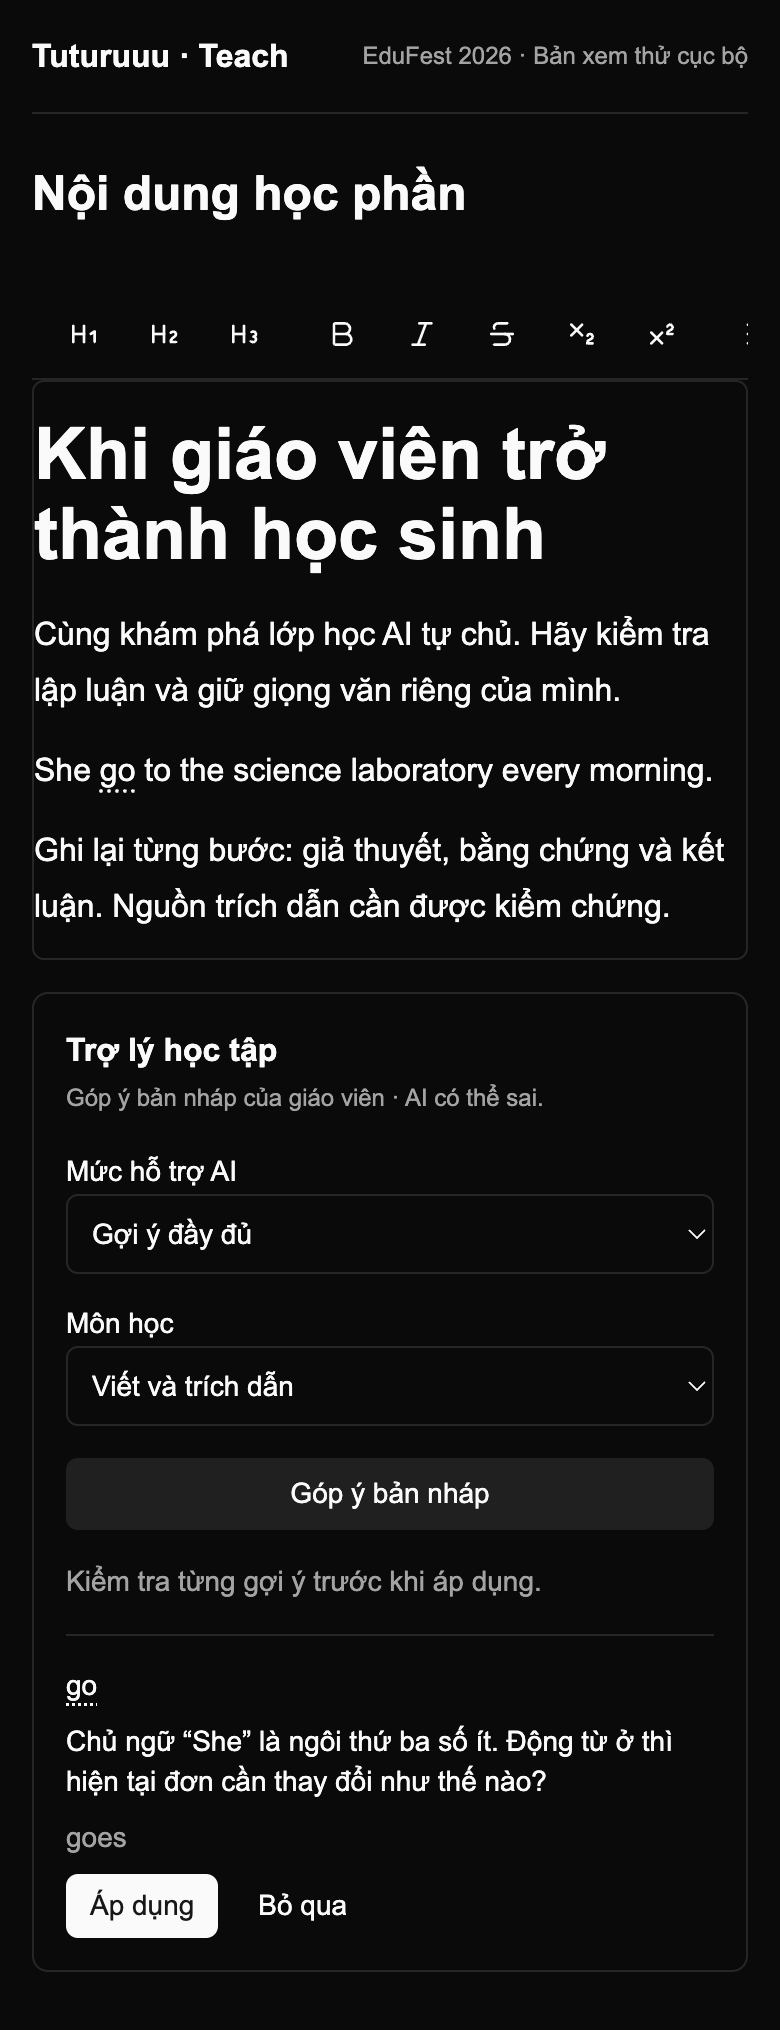 Tuturuuu · Teach
EduFest 2026 · Bản xem thử cục bộ
Nội dung học phần
H1 H2 H3 B I S x₂ x²
Khi giáo viên trở
thành học sinh
Cùng khám phá lớp học AI tự chủ. Hãy kiểm tra
lập luận và giữ giọng văn riêng của mình.
She go to the science laboratory every morning.
Ghi lại từng bước: giả thuyết, bằng chứng và kết
luận. Nguồn trích dẫn cần được kiểm chứng.
Trợ lý học tập
Góp ý bản nháp của giáo viên · AI có thể sai.
Mức hỗ trợ AI
Gợi ý đầy đủ
Môn học
Viết và trích dẫn
Góp ý bản nháp
Kiểm tra từng gợi ý trước khi áp dụng.
go
Chủ ngữ “She” là ngôi thứ ba số ít. Động từ ở thì
hiện tại đơn cần thay đổi như thế nào?
goes
Áp dụng
Bỏ qua